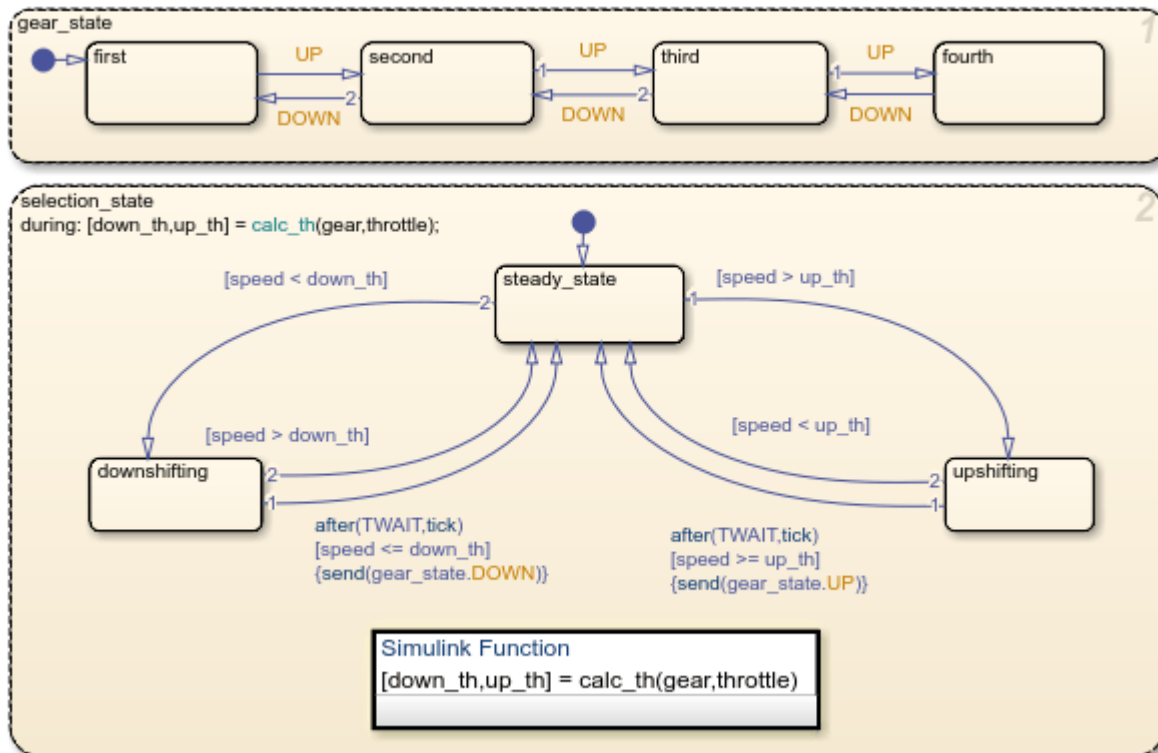 gear_state
1
first
UP
second
1
UP
third
1
UP
fourth
2
DOWN
2
DOWN
DOWN
selection_state
2
during: [down_th,up_th] = calc_th(gear,throttle);
[speed < down_th]
steady_state
[speed > up_th]
2
1
[speed > down_th]
[speed < up_th]
downshifting
2
1
upshifting
2
1
after(TWAIT,tick)
[speed <= down_th]
{send(gear_state.DOWN)}
after(TWAIT,tick)
[speed >= up_th]
{send(gear_state.UP)}
Simulink Function
[down_th,up_th] = calc_th(gear,throttle)